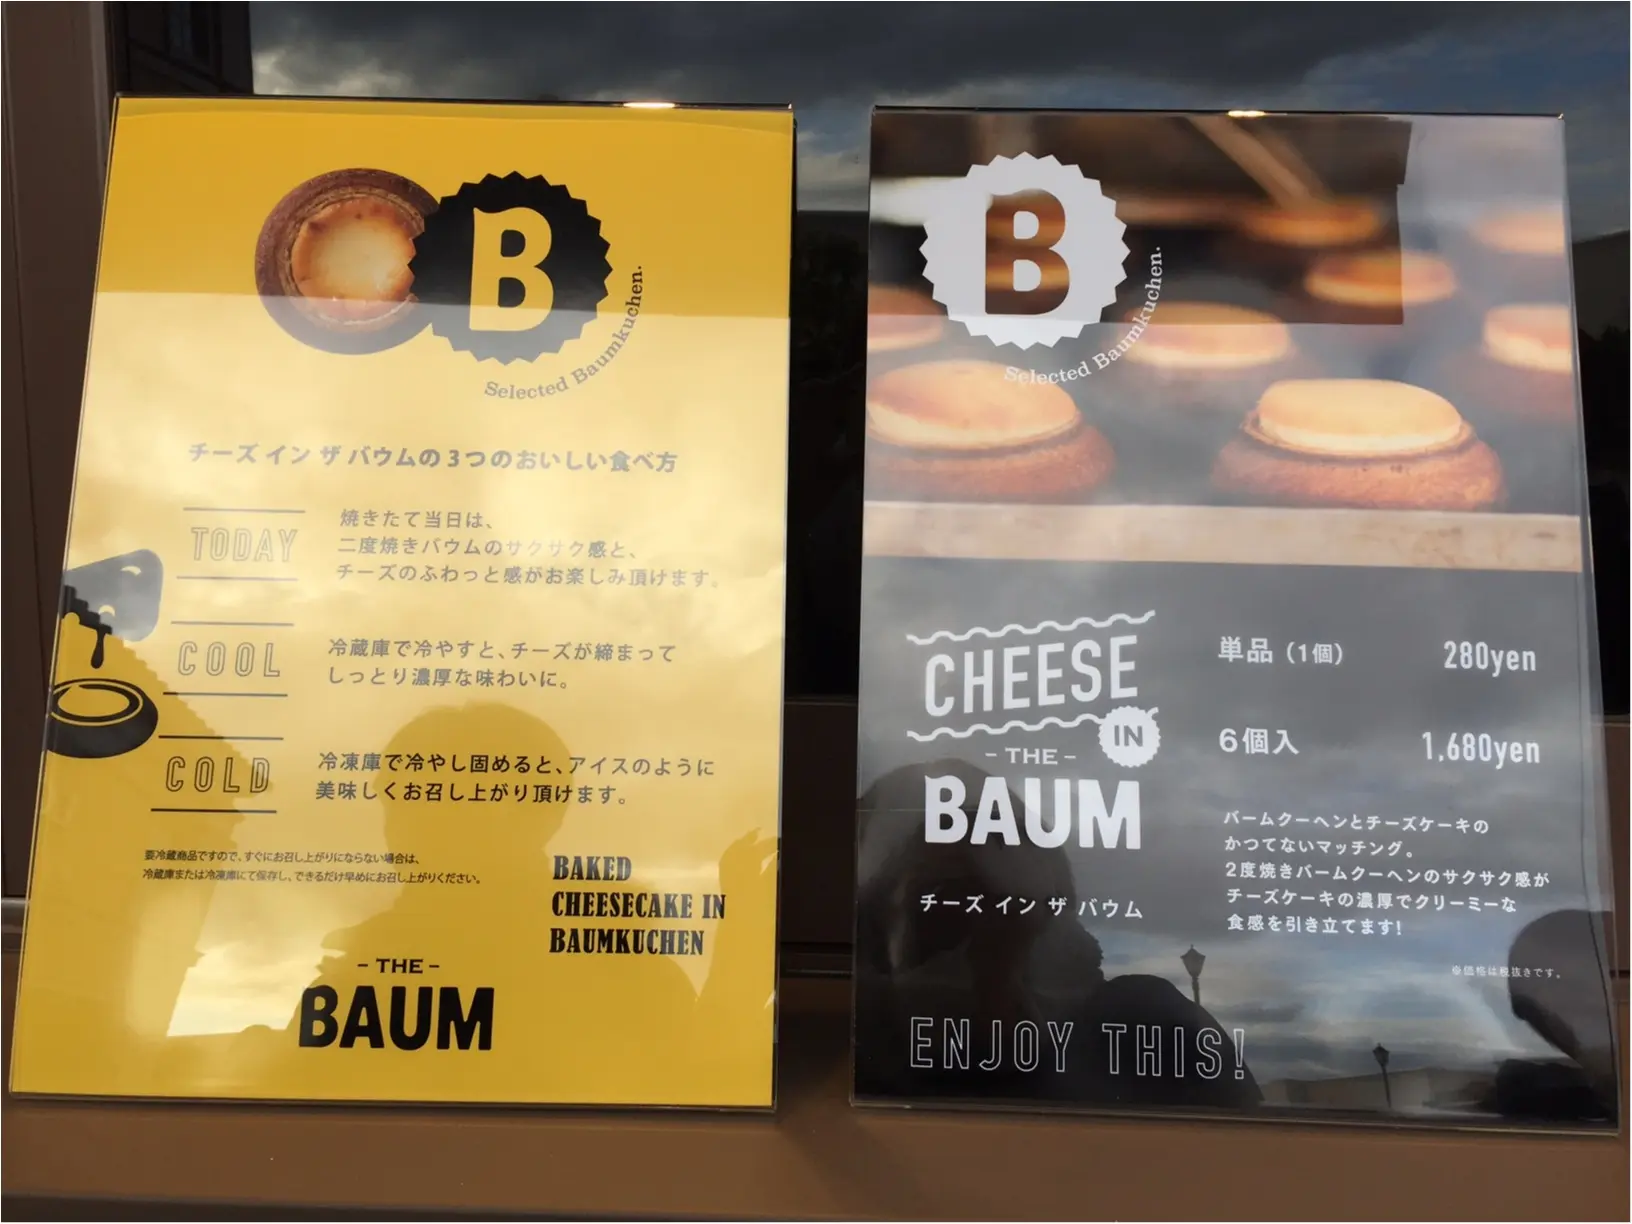 B
Selected Baumkuchen.
チーズ イン ザ バウムの3つのおいしい食べ方
TODAY
焼きたて当日は、
二度焼きバウムのサクサク感と、
チーズのふわっと感がお楽しみ頂けます。
COOL
冷蔵庫で冷やすと、チーズが締まって
しっとり濃厚な味わいに。
COLD
冷凍庫で冷やし固めると、アイスのように
美味しくお召し上がり頂けます。
要冷蔵商品ですので、すぐにお召し上がりにならない場合は、
冷蔵庫または冷凍庫にて保存し、できるだけ早めにお召し上がりください。
BAKED
CHEESECAKE IN
BAUMKUCHEN
- THE -
BAUM
B
Selected Baumkuchen.
CHEESE
IN
- THE -
BAUM
チーズ イン ザ バウム
単品（1個） 280yen
6個入 1,680yen
バームクーヘンとチーズケーキの
かつてないマッチング。
2度焼きバームクーヘンのサクサク感が
チーズケーキの濃厚でクリーミーな
食感を引き立てます!
※価格は税抜きです。
ENJOY THIS!